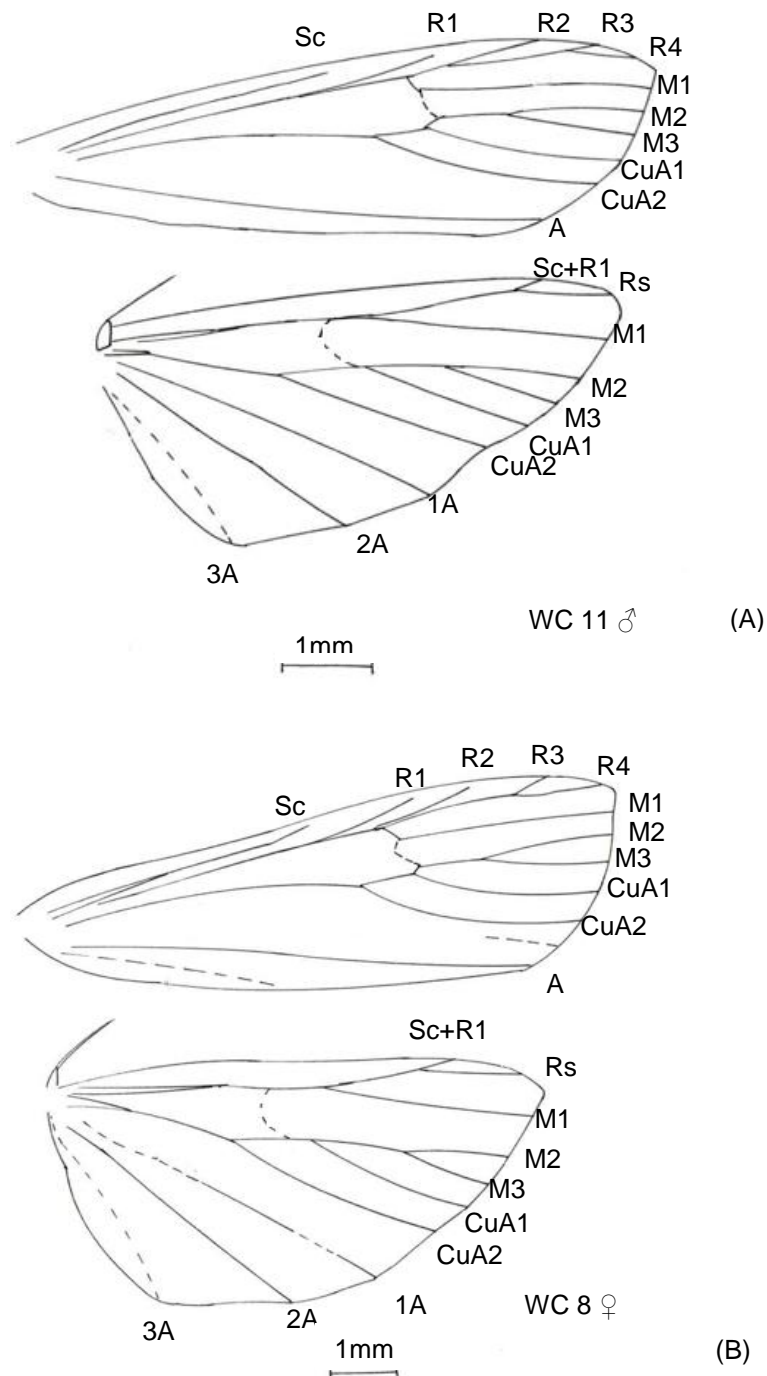 Sc
R1
R2
R3
R4
M1
M2
M3
CuA1
CuA2
A
Sc+R1
Rs
M1
M2
M3
CuA1
CuA2
1A
2A
3A
WC 11 ♂
(A)
1mm
Sc
R1
R2
R3
R4
M1
M2
M3
CuA1
CuA2
A
Sc+R1
Rs
M1
M2
M3
CuA1
CuA2
1A
2A
3A
WC 8 ♀
(B)
1mm